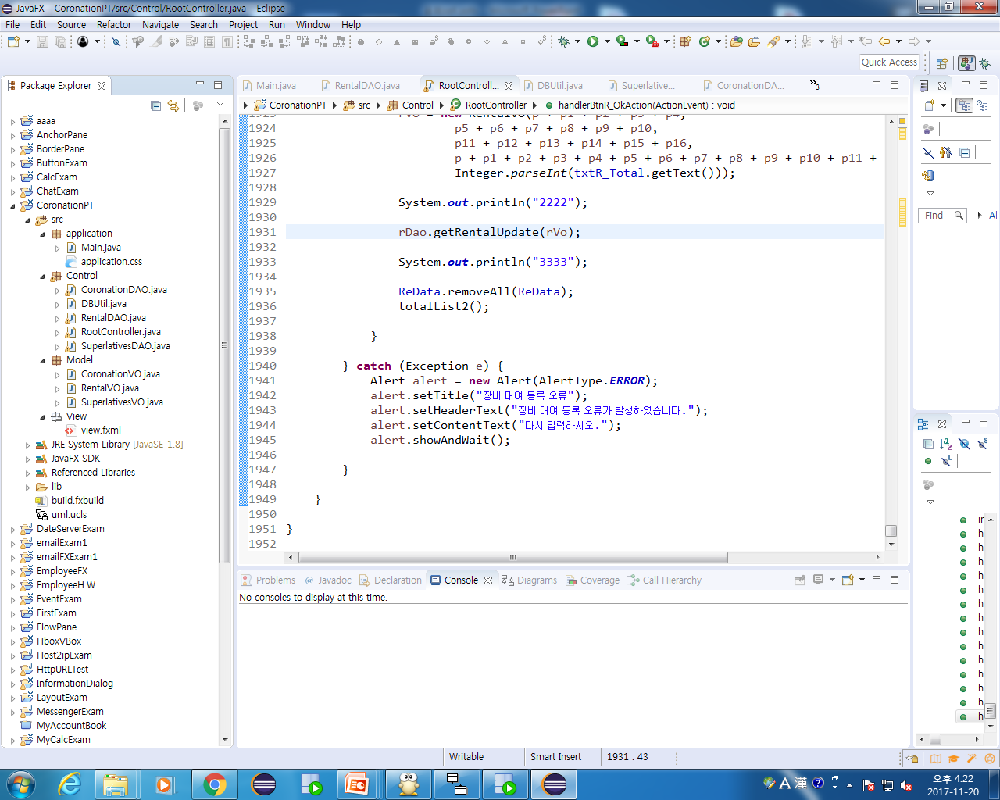 JavaFX - CoronationPT/src/Control/RootController.java - Eclipse
File Edit Source Refactor Navigate Search Project Run Window Help
Quick Access
Package Explorer
aaaa
AnchorPane
BorderPane
ButtonExam
CalcExam
ChatExam
CoronationPT
src
application
Main.java
application.css
Control
CoronationDAO.java
DBUtil.java
RentalDAO.java
RootController.java
SuperlativesDAO.java
Model
CoronationVO.java
RentalVO.java
SuperlativesVO.java
View
view.fxml
JRE System Library [JavaSE-1.8]
JavaFX SDK
Referenced Libraries
lib
build.fxbuild
uml.ucls
DateServerExam
emailExam1
emailFXExam1
EmployeeFX
EmployeeH.W
EventExam
FirstExam
FlowPane
HboxVBox
Host2ipExam
HttpURLTest
InformationDialog
LayoutExam
MessengerExam
MyAccountBook
MyCalcExam
Main.java RentalDAO.java RootControll... DBUtil.java Superlative... CoronationDA... »3
CoronationPT src Control RootController handlerBtnR_OkAction(ActionEvent) : void
1923 rVo = new RentalVO(p + p1 + p2 + p3 + p4,
1924 p5 + p6 + p7 + p8 + p9 + p10,
1925 p11 + p12 + p13 + p14 + p15 + p16,
1926 p + p1 + p2 + p3 + p4 + p5 + p6 + p7 + p8 + p9 + p10 + p11 +
1927 Integer.parseInt(txtR_Total.getText()));
1928
1929 System.out.println("2222");
1930
1931 rDao.getRentalUpdate(rVo);
1932
1933 System.out.println("3333");
1934
1935 ReData.removeAll(ReData);
1936 totalList2();
1937
1938 }
1939
1940 } catch (Exception e) {
1941 Alert alert = new Alert(AlertType.ERROR);
1942 alert.setTitle("장비 대여 등록 오류");
1943 alert.setHeaderText("장비 대여 등록 오류가 발생하였습니다.");
1944 alert.setContentText("다시 입력하시오.");
1945 alert.showAndWait();
1946
1947 }
1948
1949 }
1950
1951 }
1952
Find Al
Problems @ Javadoc Declaration Console Diagrams Coverage Call Hierarchy
No consoles to display at this time.
Writable Smart Insert 1931 : 43
A 漢
오후 4:22
2017-11-20